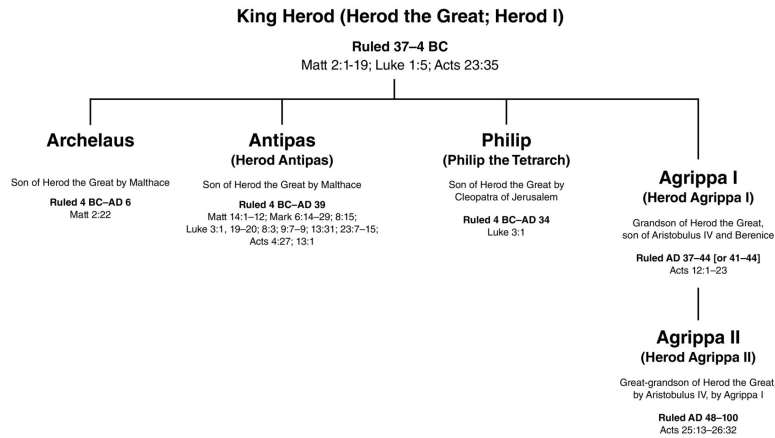 King Herod (Herod the Great; Herod I)
Ruled 37–4 BC
Matt 2:1-19; Luke 1:5; Acts 23:35
Archelaus
Son of Herod the Great by Malthace
Ruled 4 BC–AD 6
Matt 2:22
Antipas
(Herod Antipas)
Son of Herod the Great by Malthace
Ruled 4 BC–AD 39
Matt 14:1–12; Mark 6:14–29; 8:15;
Luke 3:1, 19–20; 8:3; 9:7–9; 13:31; 23:7–15;
Acts 4:27; 13:1
Philip
(Philip the Tetrarch)
Son of Herod the Great by
Cleopatra of Jerusalem
Ruled 4 BC–AD 34
Luke 3:1
Agrippa I
(Herod Agrippa I)
Grandson of Herod the Great,
son of Aristobulus IV and Berenice
Ruled AD 37–44 [or 41–44]
Acts 12:1–23
Agrippa II
(Herod Agrippa II)
Great-grandson of Herod the Great
by Aristobulus IV, by Agrippa I
Ruled AD 48–100
Acts 25:13–26:32